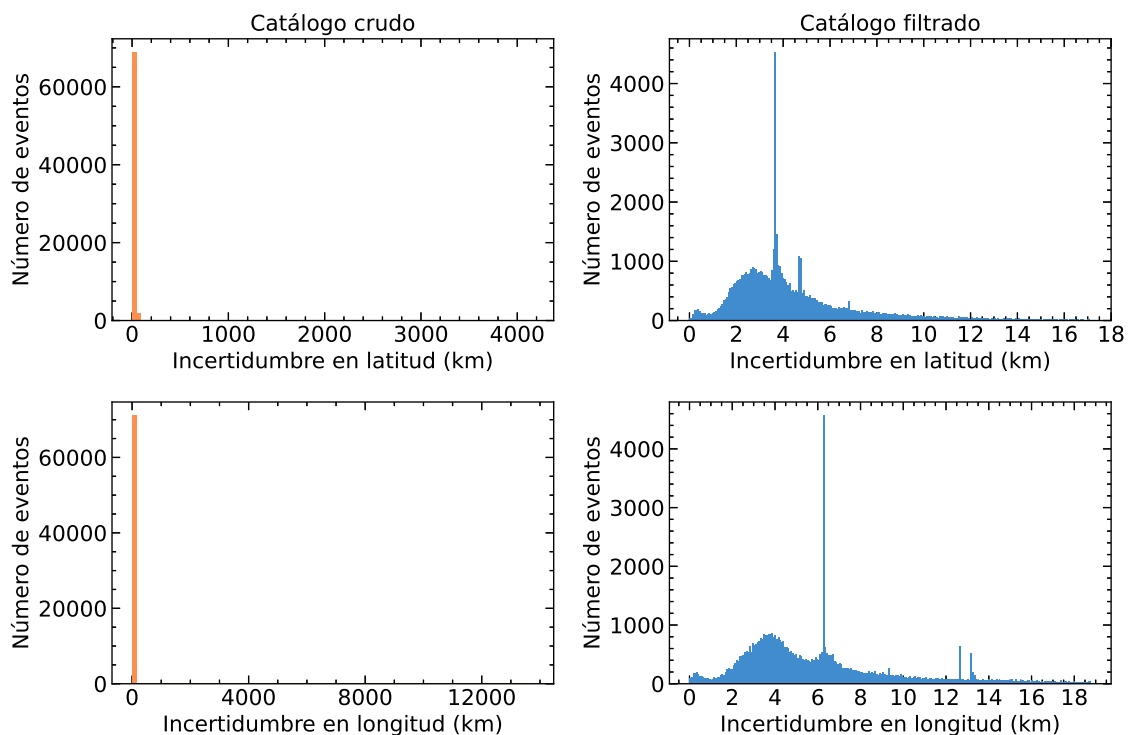 Catálogo crudo
Número de eventos
60000
40000
20000
0
0 1000 2000 3000 4000
Incertidumbre en latitud (km)
Catálogo filtrado
Número de eventos
4000
3000
2000
1000
0
0 2 4 6 8 10 12 14 16 18
Incertidumbre en latitud (km)
Número de eventos
60000
40000
20000
0
0 4000 8000 12000
Incertidumbre en longitud (km)
Número de eventos
4000
3000
2000
1000
0
0 2 4 6 8 10 12 14 16 18
Incertidumbre en longitud (km)